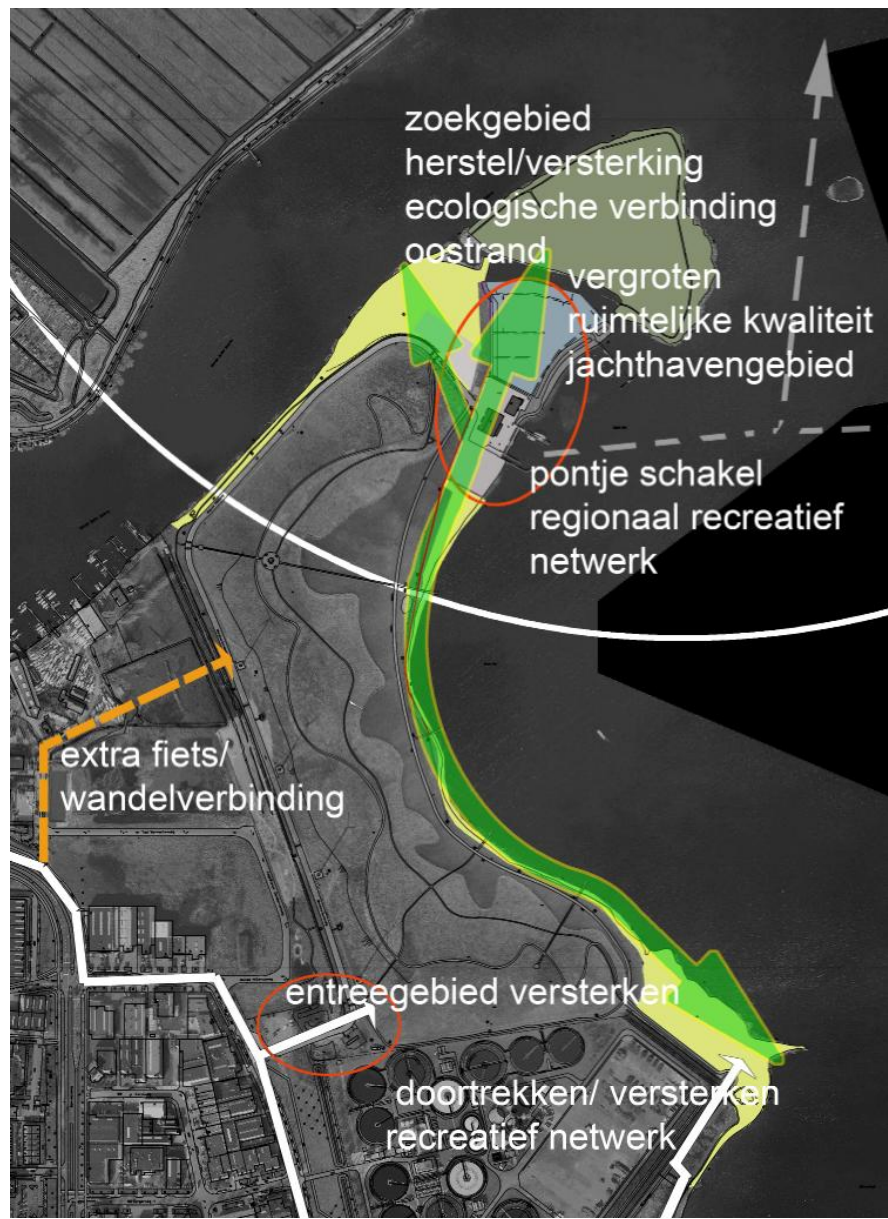 zoekgebied
herstel/versterking
ecologische verbinding
oostrand
vergroten
ruimtelijke kwaliteit
jachthavengebied
pontje schakel
regionaal recreatief
netwerk
extra fiets/
wandelverbinding
entreegebied versterken
doortrekken/ versterken
recreatief netwerk